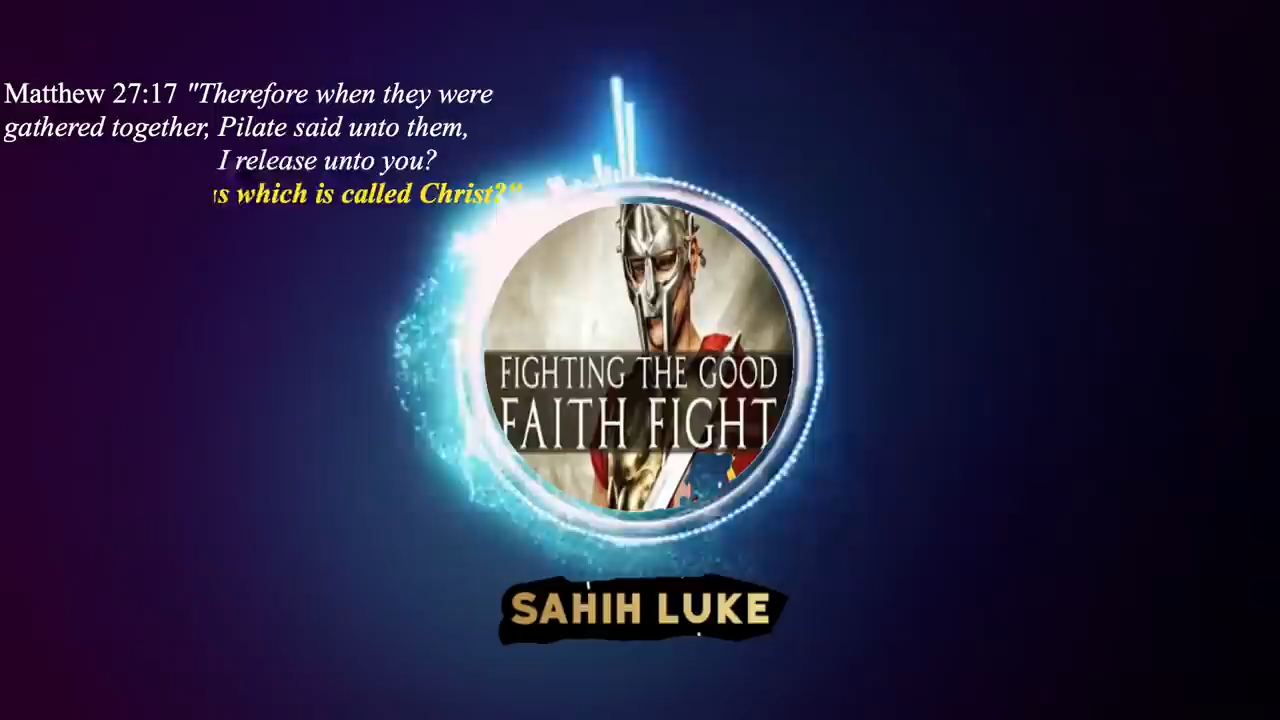 Matthew 27:17 "Therefore when they were
gathered together, Pilate said unto them,
I release unto you?
which is called Christ?"
FIGHTING THE GOOD
FAITH FIGHT
SAHIH LUKE